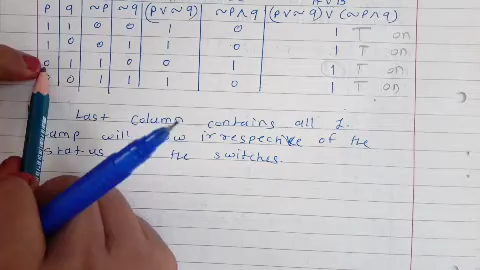 p q ~p ~q (p∨~q) ~p∧q (p∨~q)∨(~p∧q)
1 1 0 0 1 0 1 T on
1 0 0 1 1 0 1 T on
0 1 1 0 0 1 1 T on
0 0 1 1 1 0 1 T on
Last column contains all 1.
amp will irrespective of the
status the switches.